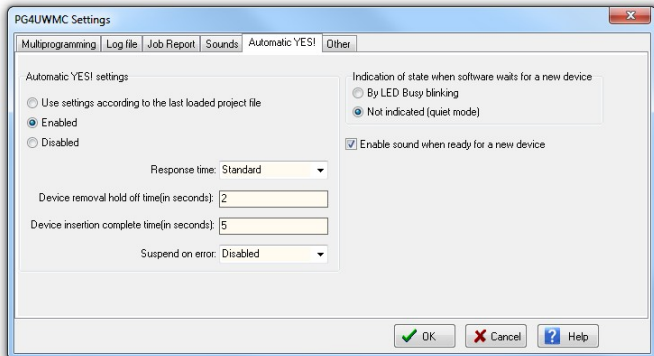 PG4UWMC Settings
Multiprogramming Log file Job Report Sounds Automatic YES! Other
Automatic YES! settings
Use settings according to the last loaded project file
Enabled
Disabled
Response time: Standard
Device removal hold off time(in seconds): 2
Device insertion complete time(in seconds): 5
Suspend on error: Disabled
Indication of state when software waits for a new device
By LED Busy blinking
Not indicated (quiet mode)
Enable sound when ready for a new device
OK Cancel ? Help